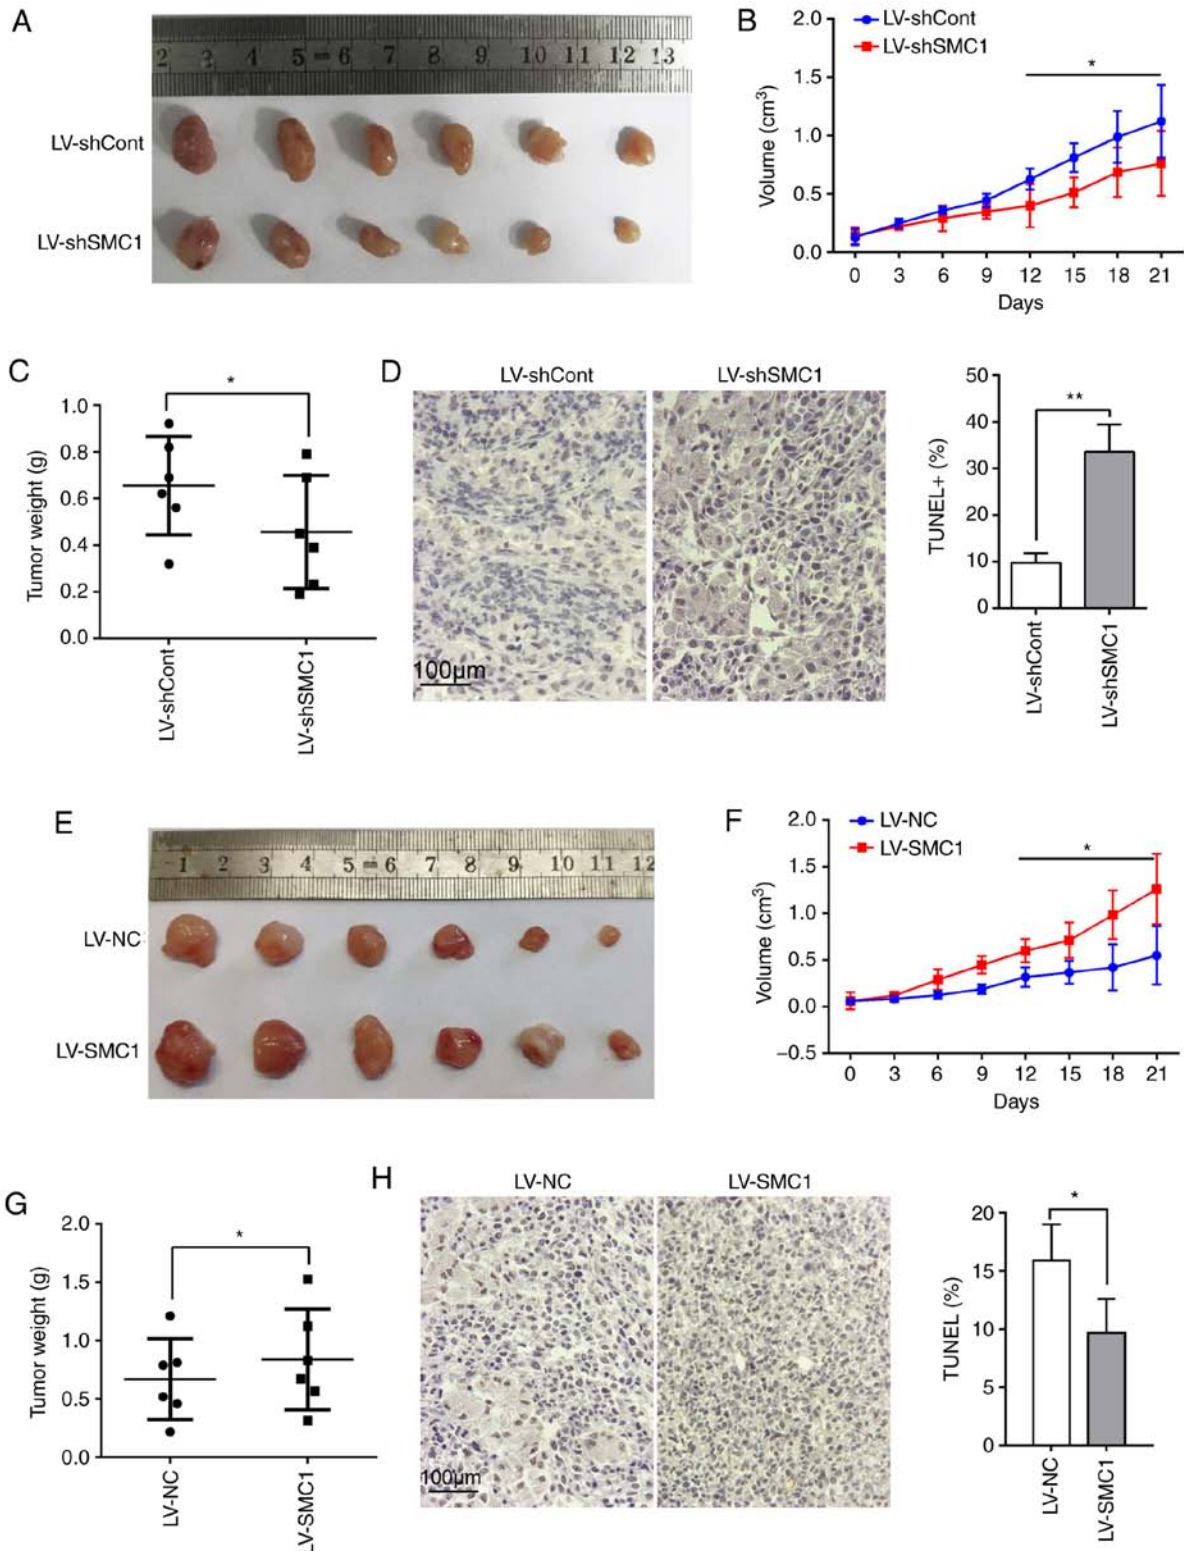 A
2 3 4 5 6 7 8 9 10 11 12 13
LV-shCont
LV-shSMC1
B
LV-shCont
LV-shSMC1
*
2.0
1.5
1.0
0.5
0.0
Volume (cm³)
0 3 6 9 12 15 18 21
Days
C
*
1.0
0.8
0.6
0.4
0.2
0.0
Tumor weight (g)
LV-shCont
LV-shSMC1
D
LV-shCont
LV-shSMC1
100µm
50
40
30
20
10
0
TUNEL+ (%)
**
LV-shCont
LV-shSMC1
E
1 2 3 4 5 6 7 8 9 10 11 12
LV-NC
LV-SMC1
F
LV-NC
LV-SMC1
*
2.0
1.5
1.0
0.5
0.0
−0.5
Volume (cm³)
0 3 6 9 12 15 18 21
Days
G
*
2.0
1.5
1.0
0.5
0.0
Tumor weight (g)
LV-NC
LV-SMC1
H
LV-NC
LV-SMC1
100µm
20
15
10
5
0
TUNEL (%)
*
LV-NC
LV-SMC1